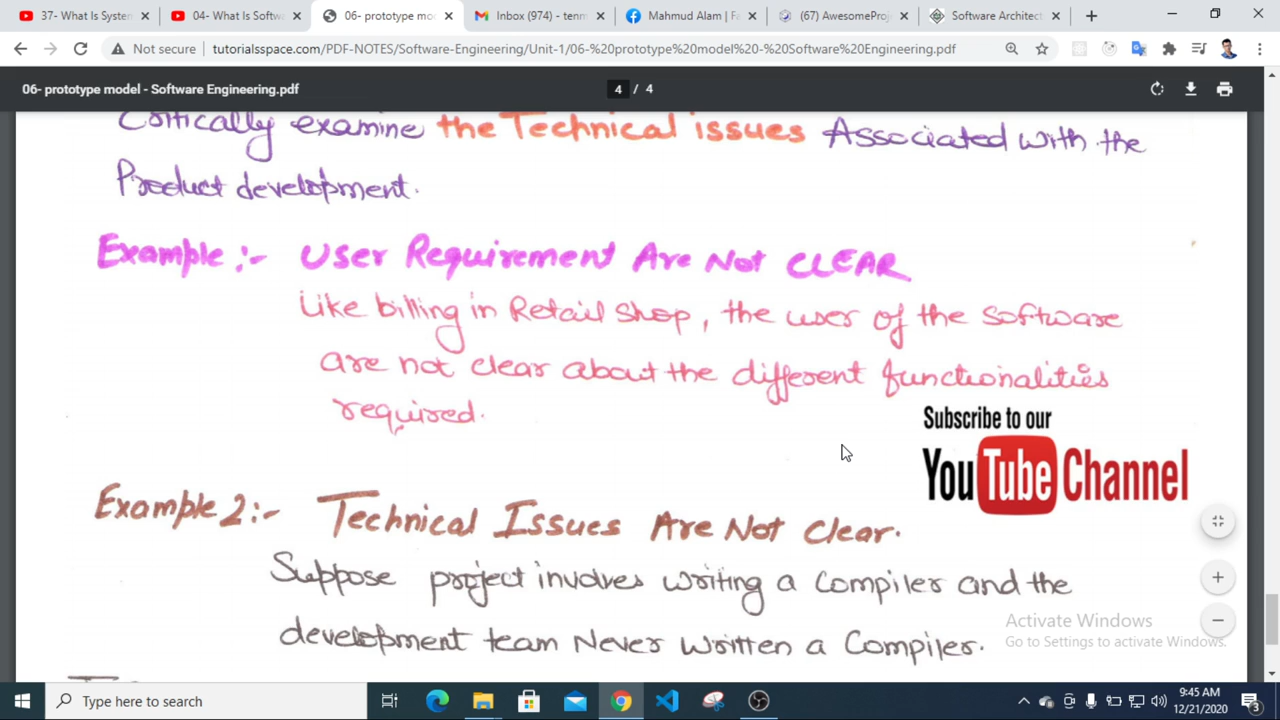 37- What Is System
04- What Is Softwa
06- prototype mod
Inbox (974) - tenm
Mahmud Alam | Fa
(67) AwesomeProj
Software Architect
Not secure
tutorialsspace.com/PDF-NOTES/Software-Engineering/Unit-1/06-%20prototype%20model%20-%20Software%20Engineering.pdf
06- prototype model - Software Engineering.pdf
4 / 4
Critically examine the Technical issues Associated with the
Product development.
Example :- User Requirement Are Not CLEAR
Like billing in Retail Shop, the user of the software
are not clear about the different functionalities
required.
Subscribe to our
YouTube Channel
Example 2:- Technical Issues Are Not Clear.
Suppose project involves writing a Compiler and the
development team Never written a Compiler.
Activate Windows
Go to Settings to activate Windows.
Type here to search
9:45 AM
12/21/2020
3